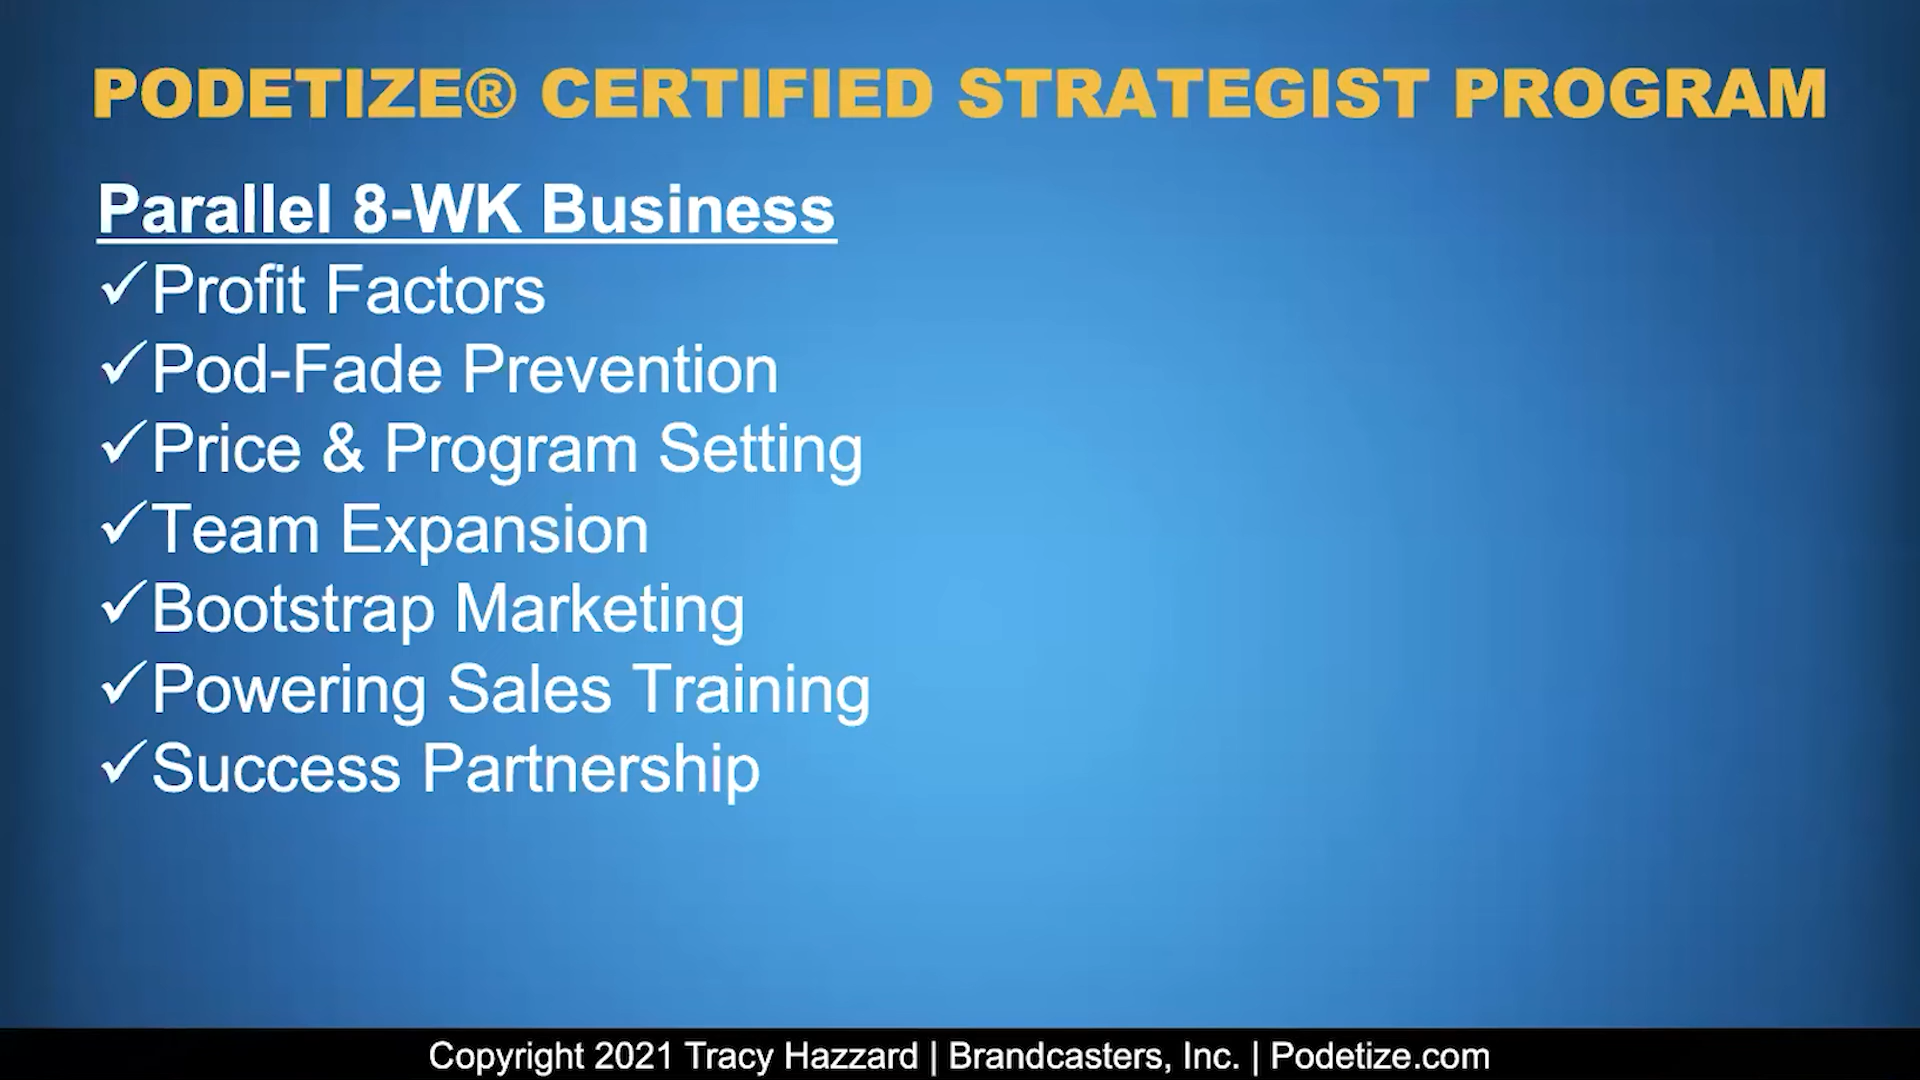 PODETIZE® CERTIFIED STRATEGIST PROGRAM
Parallel 8-WK Business
✓Profit Factors
✓Pod-Fade Prevention
✓Price & Program Setting
✓Team Expansion
✓Bootstrap Marketing
✓Powering Sales Training
✓Success Partnership
Copyright 2021 Tracy Hazzard | Brandcasters, Inc. | Podetize.com